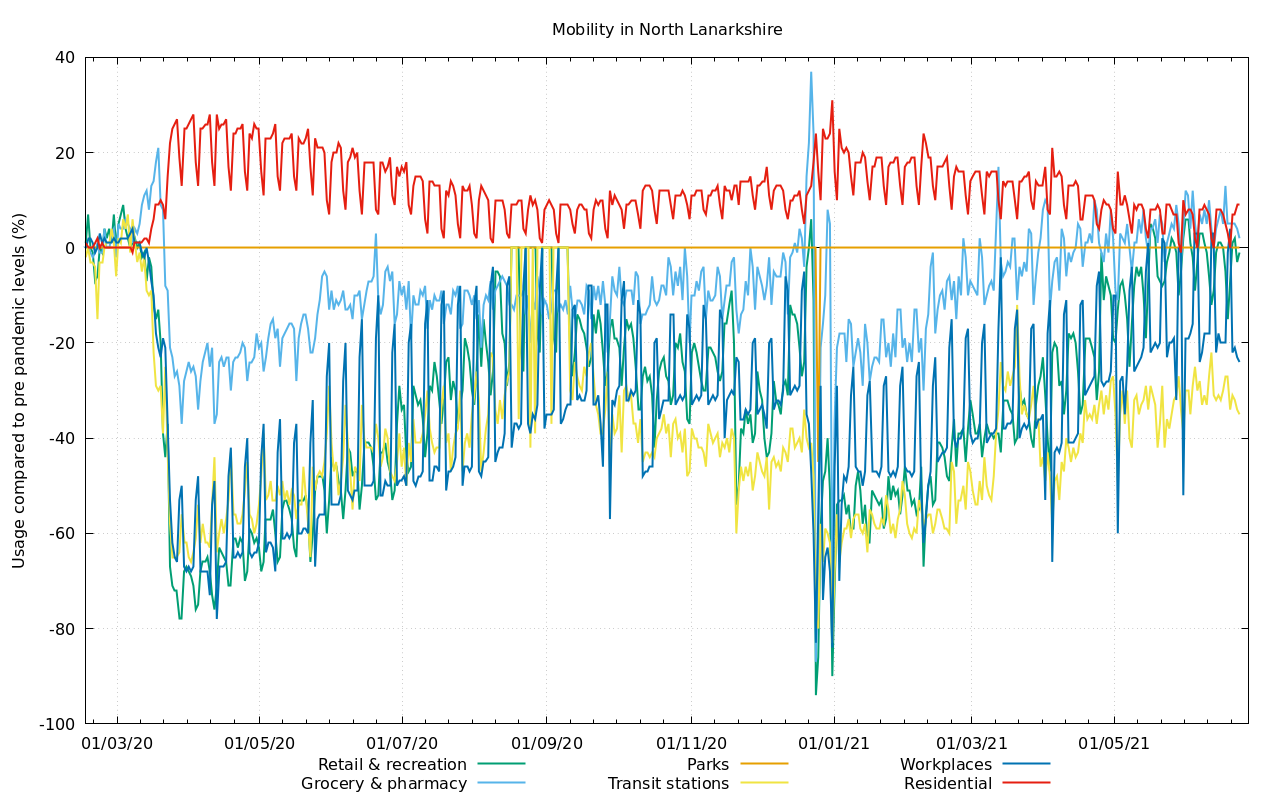 Mobility in North Lanarkshire
Usage compared to pre pandemic levels (%)
40
20
0
-20
-40
-60
-80
-100
01/03/20 01/05/20 01/07/20 01/09/20 01/11/20 01/01/21 01/03/21 01/05/21
Retail & recreation Parks Workplaces
Grocery & pharmacy Transit stations Residential